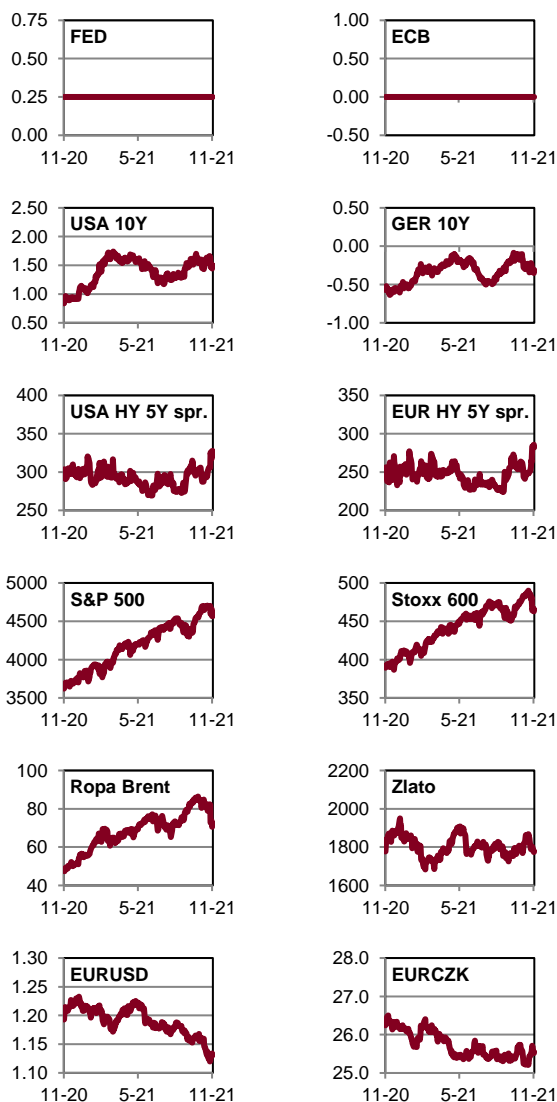 FED
0.75
0.50
0.25
0.00
11-20 5-21 11-21
ECB
1.00
0.50
0.00
-0.50
11-20 5-21 11-21
USA 10Y
2.50
2.00
1.50
1.00
0.50
11-20 5-21 11-21
GER 10Y
0.50
0.00
-0.50
-1.00
11-20 5-21 11-21
USA HY 5Y spr.
400
350
300
250
11-20 5-21 11-21
EUR HY 5Y spr.
350
300
250
200
11-20 5-21 11-21
S&P 500
5000
4500
4000
3500
11-20 5-21 11-21
Stoxx 600
500
450
400
350
11-20 5-21 11-21
Ropa Brent
100
80
60
40
11-20 5-21 11-21
Zlato
2200
2000
1800
1600
11-20 5-21 11-21
EURUSD
1.30
1.25
1.20
1.15
1.10
11-20 5-21 11-21
EURCZK
28.0
27.0
26.0
25.0
11-20 5-21 11-21